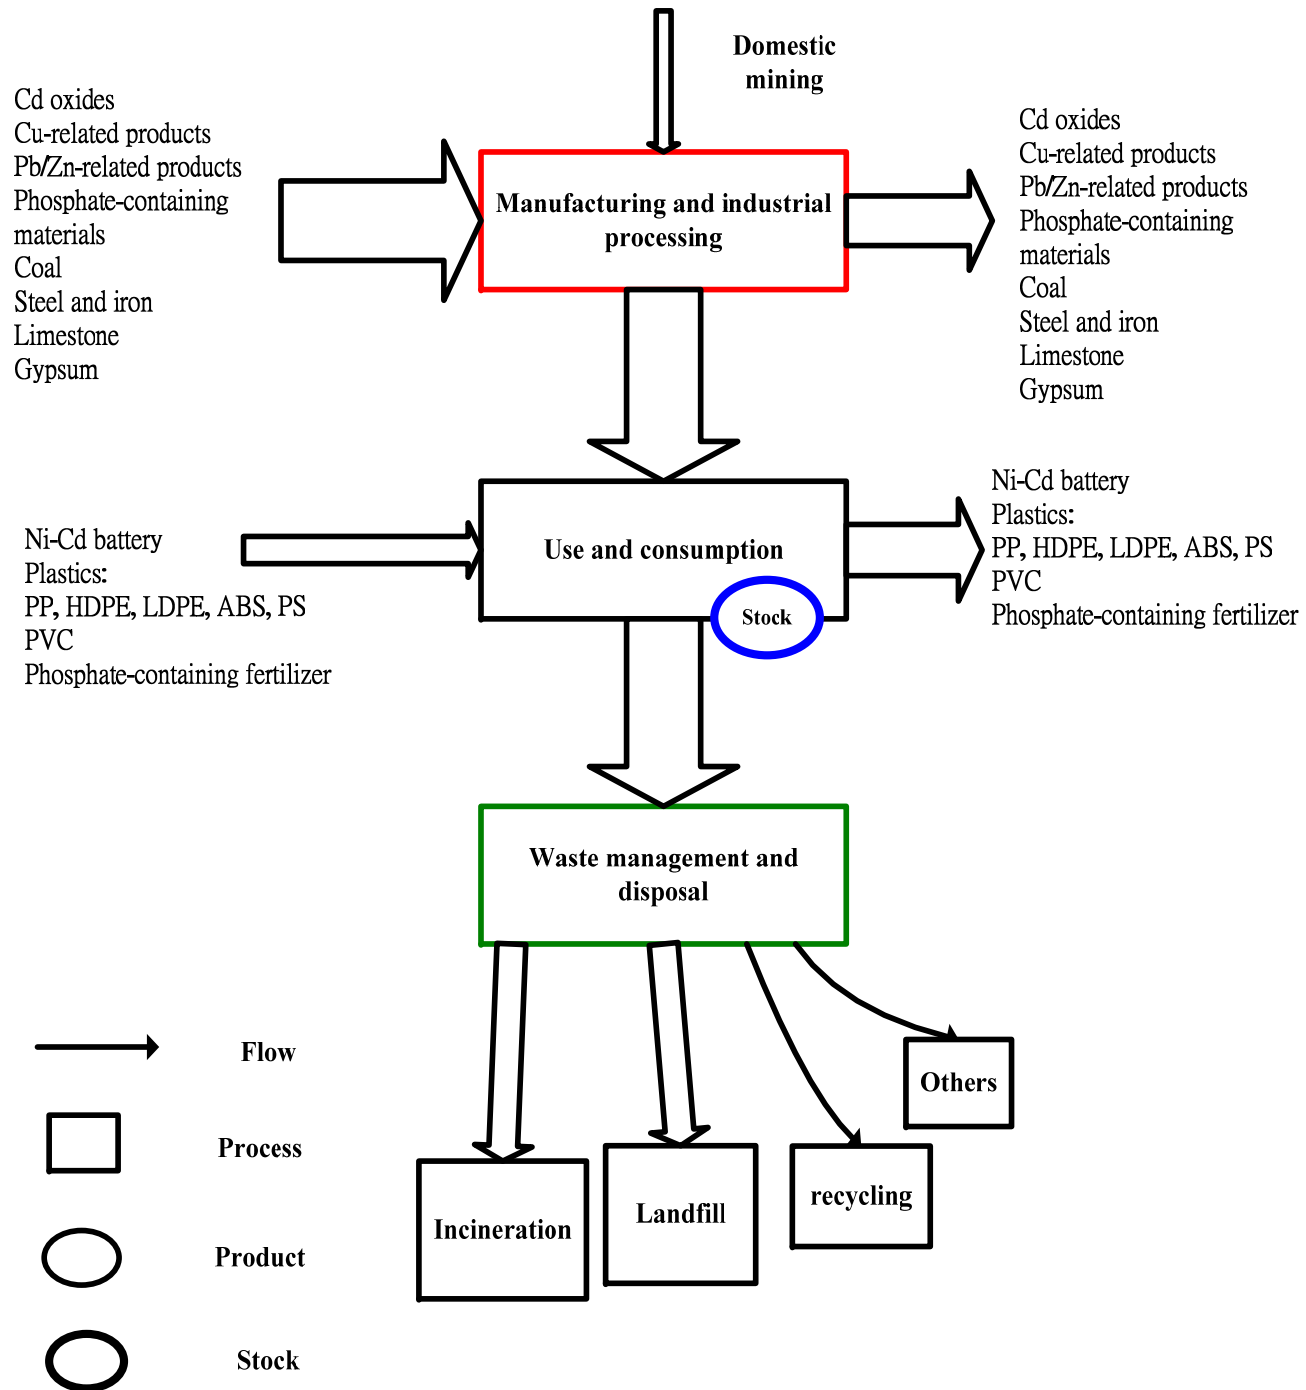 Domestic
mining
Cd oxides
Cu-related products
Pb/Zn-related products
Phosphate-containing
materials
Coal
Steel and iron
Limestone
Gypsum
Manufacturing and industrial
processing
Cd oxides
Cu-related products
Pb/Zn-related products
Phosphate-containing
materials
Coal
Steel and iron
Limestone
Gypsum
Ni-Cd battery
Plastics:
PP, HDPE, LDPE, ABS, PS
PVC
Phosphate-containing fertilizer
Use and consumption
Stock
Ni-Cd battery
Plastics:
PP, HDPE, LDPE, ABS, PS
PVC
Phosphate-containing fertilizer
Waste management and
disposal
Incineration
Landfill
recycling
Others
Flow
Process
Product
Stock